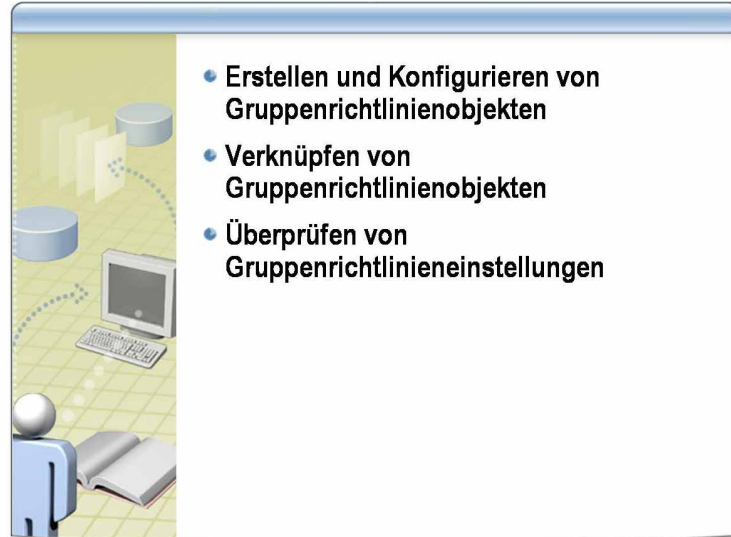 Erstellen und Konfigurieren von
Gruppenrichtlinienobjekten
Verknüpfen von
Gruppenrichtlinienobjekten
Überprüfen von
Gruppenrichtlinieneinstellungen